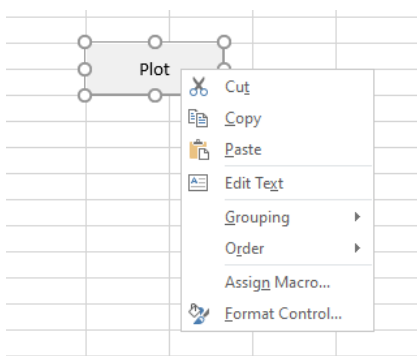 Plot
Cut
Copy
Paste
Edit Text
Grouping
Order
Assign Macro...
Format Control...